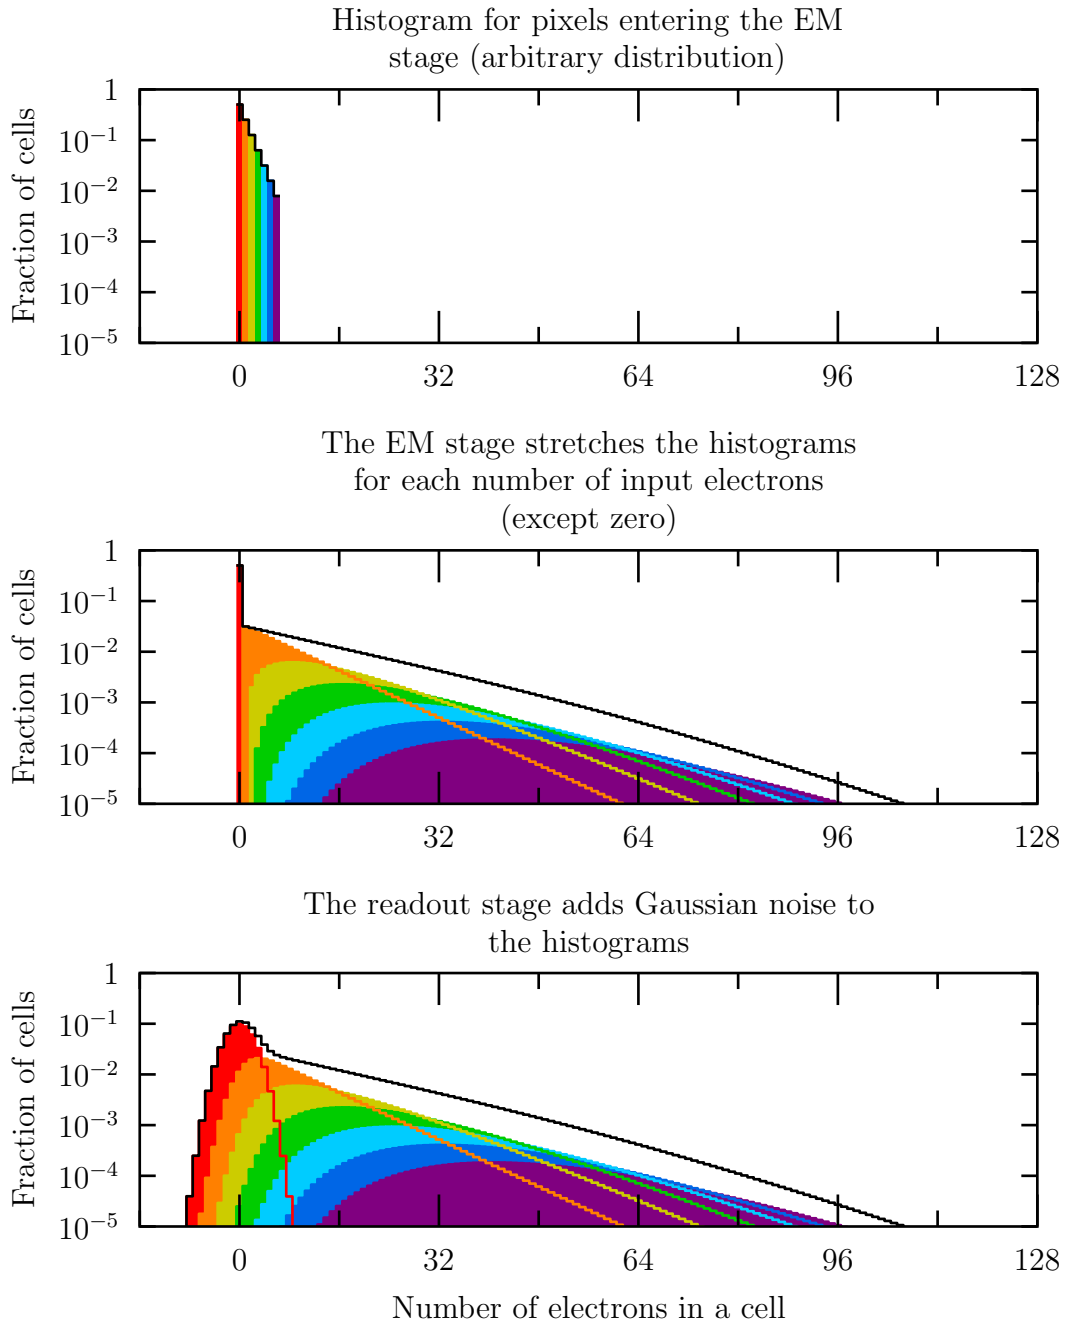 Histogram for pixels entering the EM
stage (arbitrary distribution)
Fraction of cells
1
10⁻¹
10⁻²
10⁻³
10⁻⁴
10⁻⁵
0 32 64 96 128
The EM stage stretches the histograms
for each number of input electrons
(except zero)
Fraction of cells
1
10⁻¹
10⁻²
10⁻³
10⁻⁴
10⁻⁵
0 32 64 96 128
The readout stage adds Gaussian noise to
the histograms
Fraction of cells
1
10⁻¹
10⁻²
10⁻³
10⁻⁴
10⁻⁵
0 32 64 96 128
Number of electrons in a cell